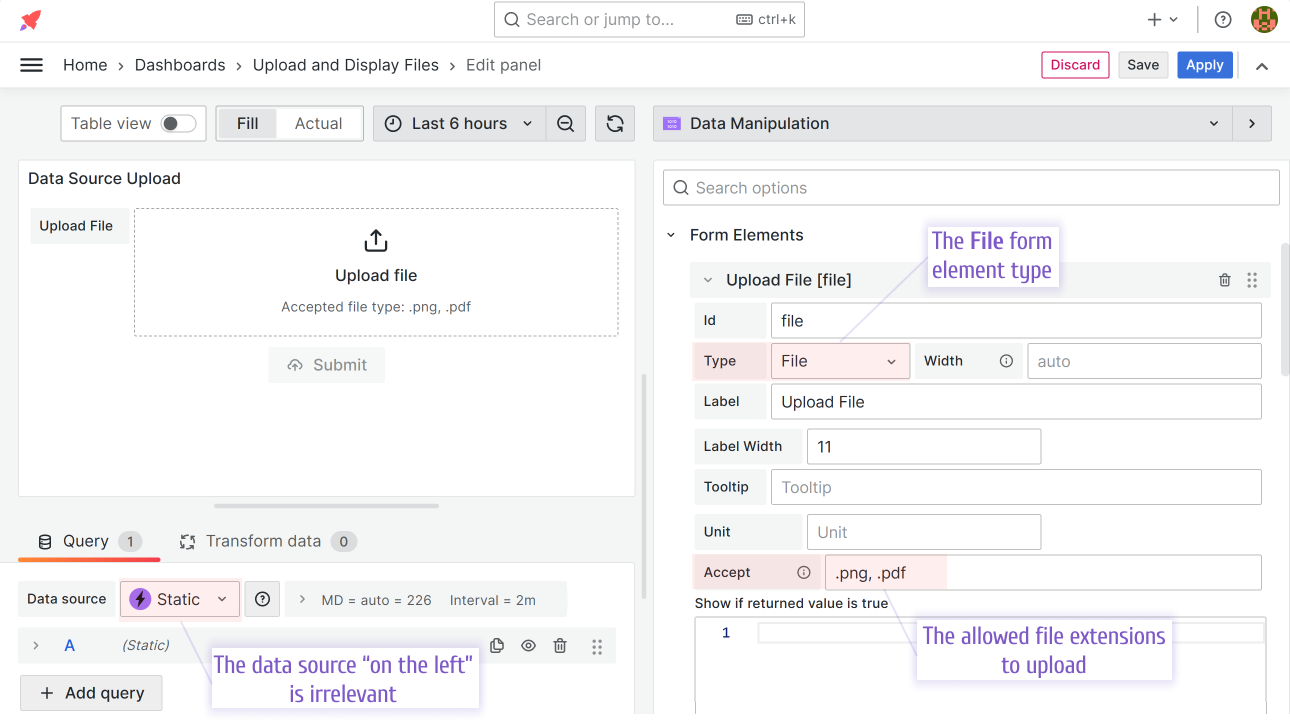 Search or jump to... ctrl+k
Home › Dashboards › Upload and Display Files › Edit panel
Discard Save Apply
Table view Fill Actual Last 6 hours
Data Manipulation
Data Source Upload
Upload File
Upload file
Accepted file type: .png, .pdf
Submit
Query 1 Transform data 0
Data source Static MD = auto = 226 Interval = 2m
A (Static)
The data source “on the left”
is irrelevant
+ Add query
Search options
Form Elements
The File form
element type
Upload File [file]
Id file
Type File Width auto
Label Upload File
Label Width 11
Tooltip Tooltip
Unit Unit
Accept .png, .pdf
Show if returned value is true
1
The allowed file extensions
to upload